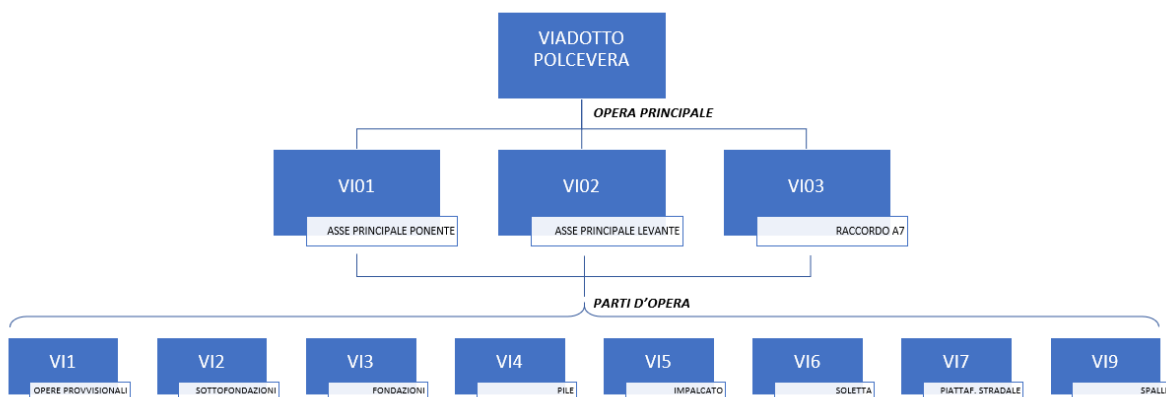 VIADOTTO
POLCEVERA
OPERA PRINCIPALE
VI01
ASSE PRINCIPALE PONENTE
VI02
ASSE PRINCIPALE LEVANTE
VI03
RACCORDO A7
PARTI D'OPERA
VI1
OPERE PROVVISIONALI
VI2
SOTTOFONDAZIONI
VI3
FONDAZIONI
VI4
PILE
VI5
IMPALCATO
VI6
SOLETTA
VI7
PIATTAF. STRADALE
VI9